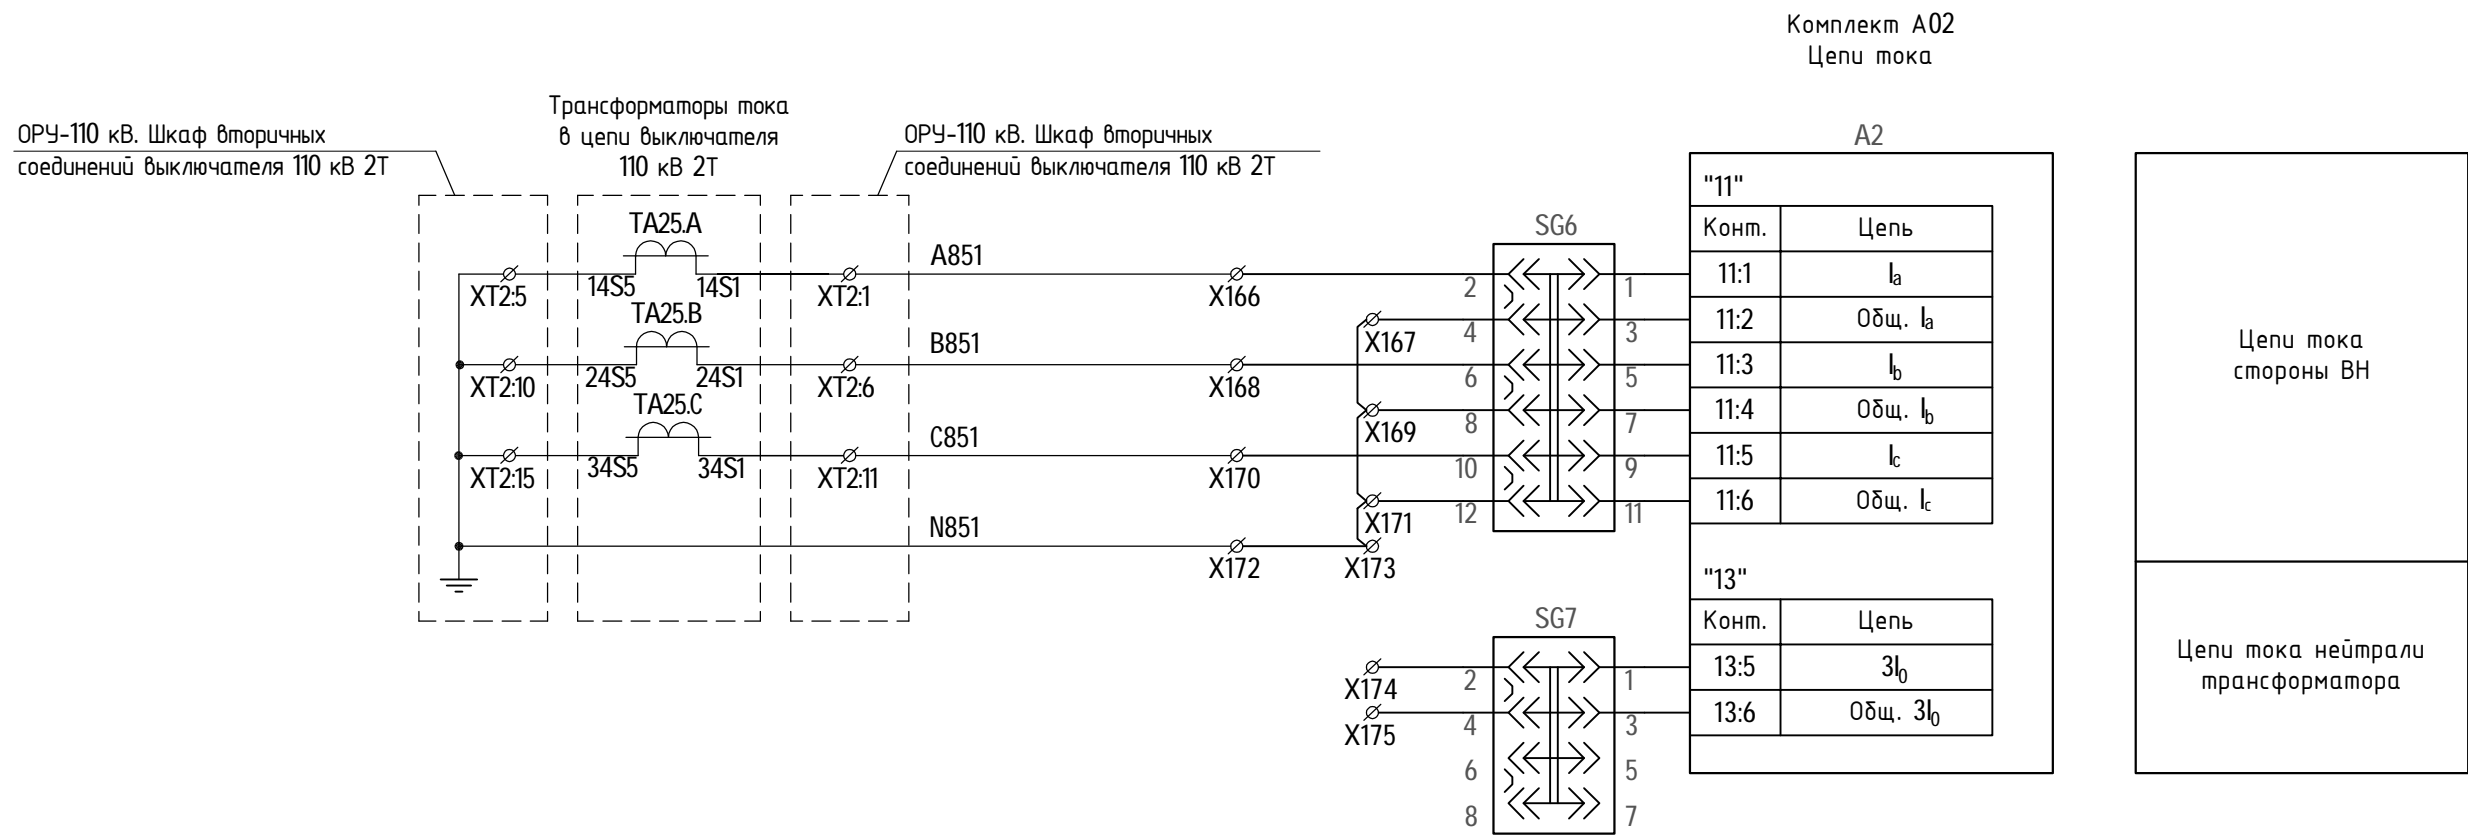 Комплект А02
Цепи тока
ОРУ-110 кВ. Шкаф вторичных
соединений выключателя 110 кВ 2Т
Трансформаторы тока
в цепи выключателя
110 кВ 2Т
ОРУ-110 кВ. Шкаф вторичных
соединений выключателя 110 кВ 2Т
A2
"11"
Конт. Цепь
11:1 Ia
11:2 Общ. Ia
11:3 Ib
11:4 Общ. Ib
11:5 Ic
11:6 Общ. Ic
"13"
Конт. Цепь
13:5 3I0
13:6 Общ. 3I0
TA25.A
XT2:5 14S5 14S1 XT2:1 A851 X166
TA25.B
XT2:10 24S5 24S1 XT2:6 B851 X168
TA25.C
XT2:15 34S5 34S1 XT2:11 C851 X170
N851 X172 X173
X167
X169
X171
SG6
2 1
4 3
6 5
8 7
10 9
12 11
SG7
X174 2 1
X175 4 3
6 5
8 7
Цепи тока
стороны ВН
Цепи тока нейтрали
трансформатора